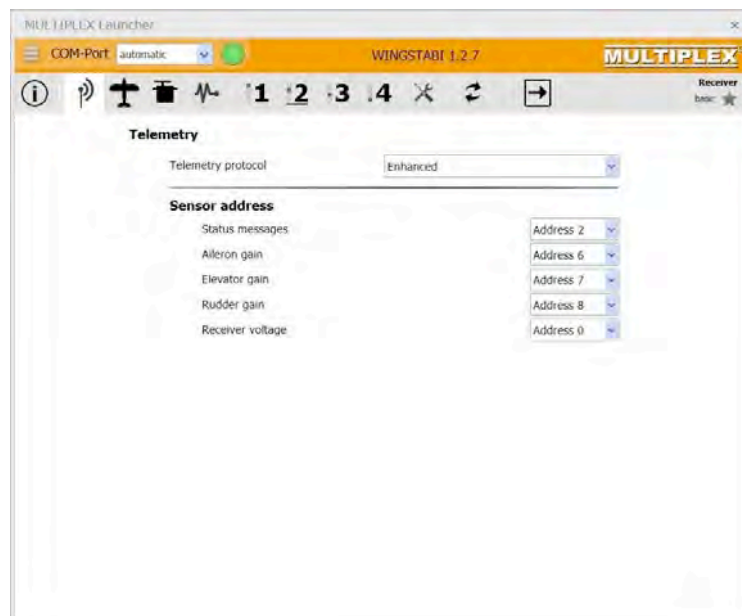 MULTIPLEX Launcher
COM-Port automatic WINGSTABI 1.2.7 MULTIPLEX
1 2 3 4 Receiver
basic
Telemetry
Telemetry protocol Enhanced
Sensor address
Status messages Address 2
Aileron gain Address 6
Elevator gain Address 7
Rudder gain Address 8
Receiver voltage Address 0